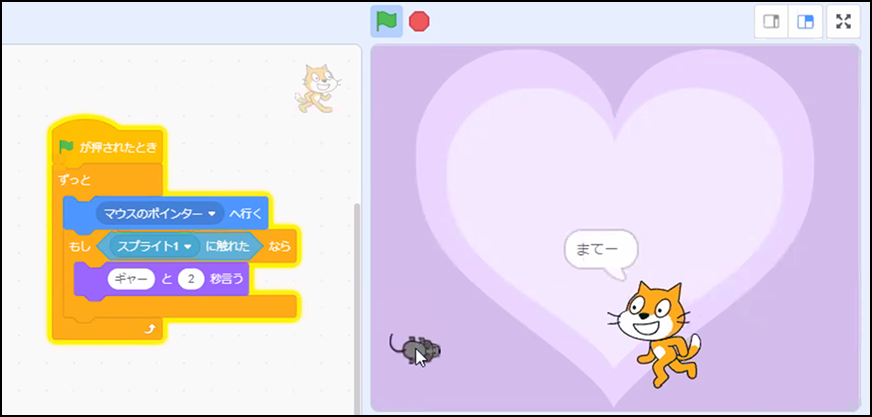 が押されたとき
ずっと
マウスのポインター へ行く
もし スプライト1 に触れた なら
ギャー と 2 秒言う
まてー